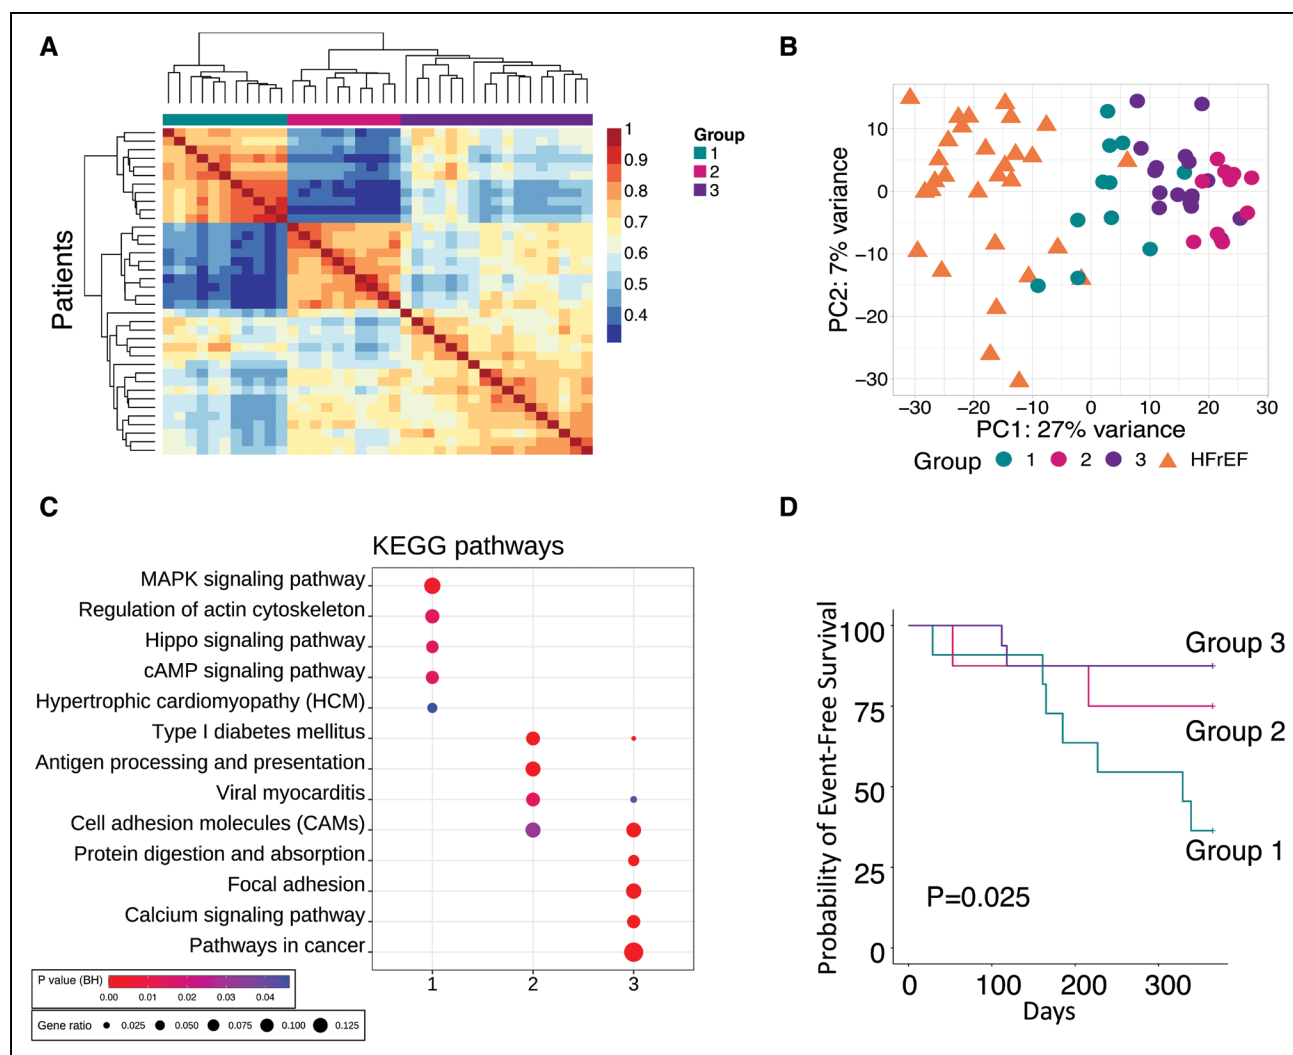 A
Patients
1
0.9
0.8
1
0.6
0.5
0.4
Group
1
2
3
B
PC2: 7% variance
10
0
−10
−20
−30
−30 −20 −10 0 10 20 30
PC1: 27% variance
Group 1 2 3 HFrEF
C
KEGG pathways
MAPK signaling pathway
Regulation of actin cytoskeleton
Hippo signaling pathway
cAMP signaling pathway
Hypertrophic cardiomyopathy (HCM)
Type I diabetes mellitus
Antigen processing and presentation
Viral myocarditis
Cell adhesion molecules (CAMs)
Protein digestion and absorption
Focal adhesion
Calcium signaling pathway
Pathways in cancer
1 2 3
P value (BH)
0.00 0.01 0.02 0.03 0.04
Gene ratio 0.025 0.050 0.075 0.100 0.125
D
Probability of Event-Free Survival
100
75
50
25
0
Group 3
Group 2
Group 1
P=0.025
0 100 200 300
Days